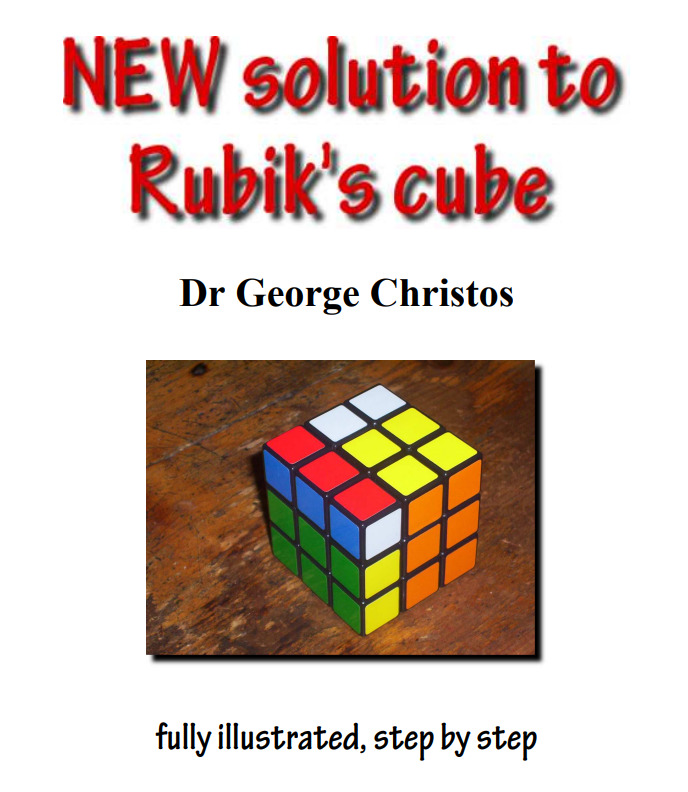 NEW solution to
Rubik's cube
Dr George Christos
fully illustrated, step by step